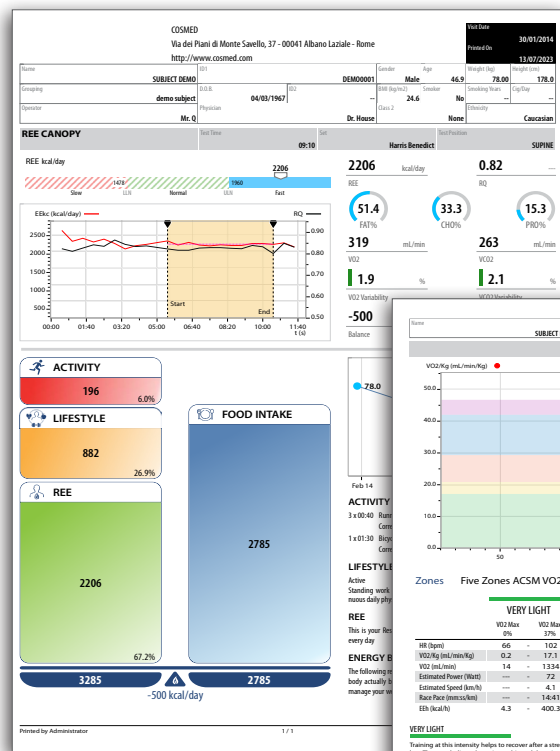 COSMED
Via dei Piani di Monte Savello, 37 - 00041 Albano Laziale - Rome
http://www.cosmed.com
Visit Date
30/01/2014
Printed On
13/07/2023
Name ID1 Gender Age Weight (kg) Height (cm)
SUBJECT DEMO DEMO0001 Male 46.9 78.00 178.0
Grouping D.O.B. ID2 BMI (kg/m2) Smoker Smoking Years Cig/Day
demo subject 04/03/1967 --- 24.6 No --- ---
Operator Physician Class 2 Ethnicity
Mr. Q Dr. House None Caucasian
REE CANOPY Test Time 09:10 Set Harris Benedict Test Position SUPINE
REE kcal/day
2206
1478 1960
Slow LLN Normal ULN Fast
2206 kcal/day 0.82 ---
REE RQ
51.4 33.3 15.3
FAT% CHO% PRO%
319 mL/min 263 mL/min
VO2 VCO2
1.9 % 2.1 %
VO2 Variability VCO2 Variability
-500
Balance
EEkc (kcal/day) RQ
2500 0.90
2000 0.80
1500 0.70
1000 0.60
500 0.50
Start
End
00:00 01:40 03:20 05:00 06:40 08:20 10:00 11:40
t (s)
ACTIVITY
196
6.0%
LIFESTYLE
882
26.9%
REE
2206
67.2%
FOOD INTAKE
2785
3285 2785
-500 kcal/day
78.0
Feb 14
ACTIVITY
3 x 00:40
1 x 01:30
LIFESTYLE
Active
Standing work
nuous daily
REE
This is your
every day
ENERGY B
The following
body actually
manage your
Printed by Administrator 1 / 1
Name
SUBJECT
VO2/Kg (mL/min/Kg)
50.0
40.0
30.0
20.0
10.0
0.0
50
Zones Five Zones ACSM VO2
VERY LIGHT
VO2 Max VO2 Max
0% 37%
HR (bpm) 66 - 102
VO2/Kg (mL/min/Kg) 0.2 - 17.1
VO2 (mL/min) 14 - 1334
Estimated Power (Watt) --- - 72
Estimated Speed (km/h) --- - 4.1
Race Pace (mm:ss/km) --- - 14:41
EEh (kcal/h) 4.3 - 400.3
VERY LIGHT
Training at this intensity helps to recover after a